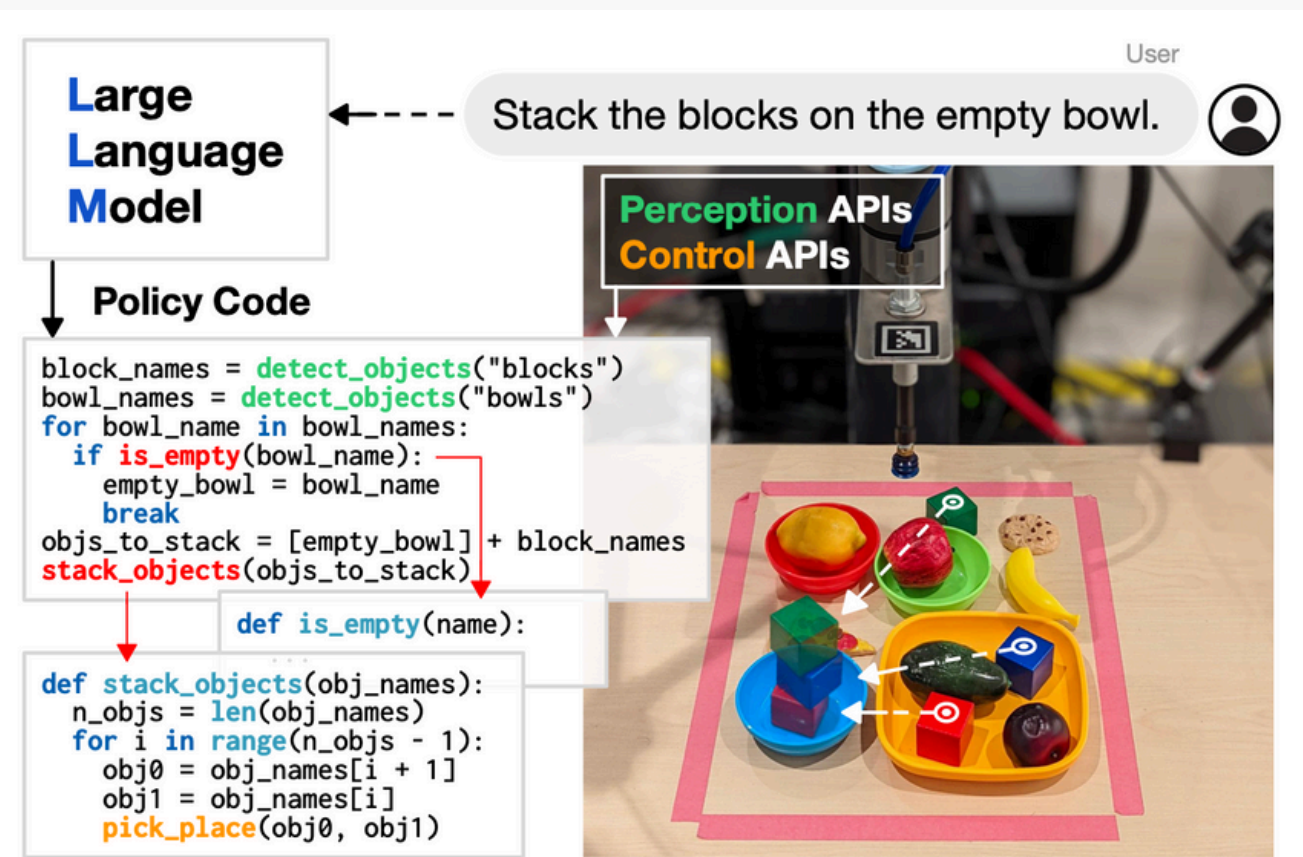 Large
Language
Model
User
Stack the blocks on the empty bowl.
Perception APIs
Control APIs
Policy Code
block_names = detect_objects("blocks")
bowl_names = detect_objects("bowls")
for bowl_name in bowl_names:
  if is_empty(bowl_name):
    empty_bowl = bowl_name
    break
objs_to_stack = [empty_bowl] + block_names
stack_objects(objs_to_stack)
def is_empty(name):
  ...
def stack_objects(obj_names):
  n_objs = len(obj_names)
  for i in range(n_objs - 1):
    obj0 = obj_names[i + 1]
    obj1 = obj_names[i]
    pick_place(obj0, obj1)